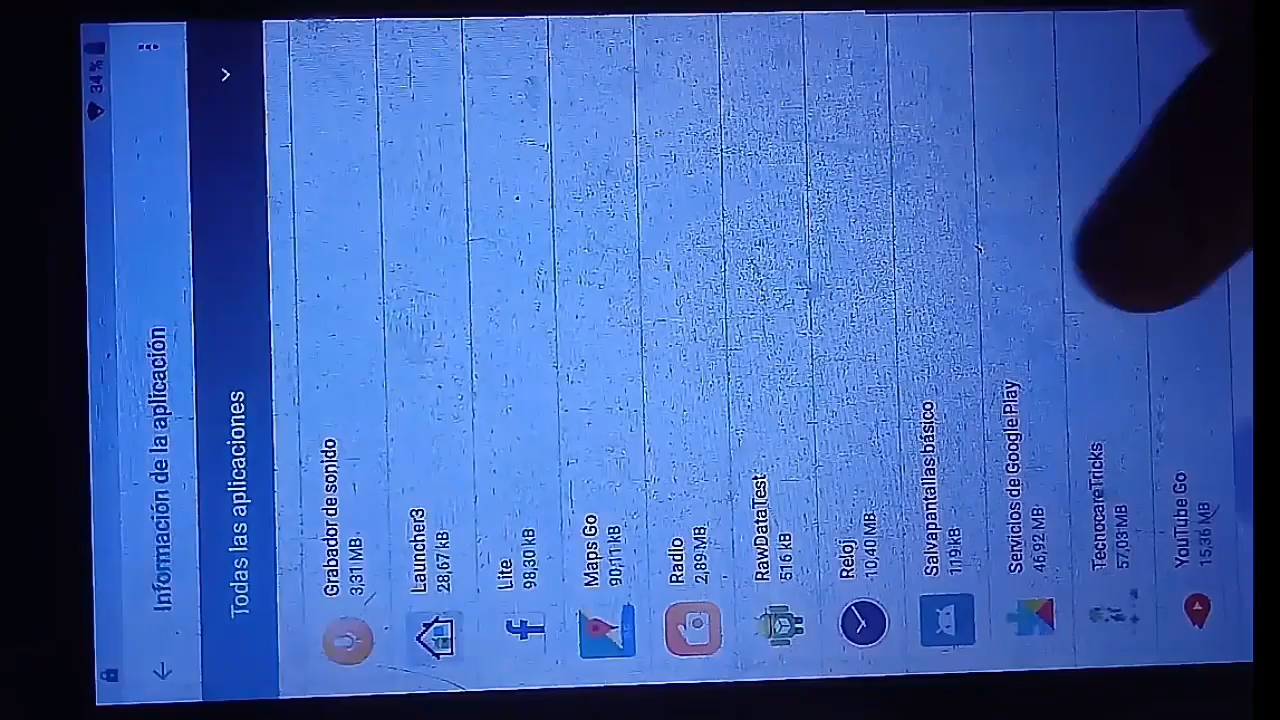 34 %
Información de la aplicación
Todas las aplicaciones
Grabador de sonido
3,31 MB
Launcher3
28,67 kB
Lite
98,30 kB
Maps Go
90,11 kB
Radio
2,89 MB
RawDataTest
516 kB
Reloj
10,40 MB
Salvapantallas básico
119 kB
Servicios de Google Play
46,92 MB
TecnocareTricks
57,03 MB
YouTube Go
15,36 MB